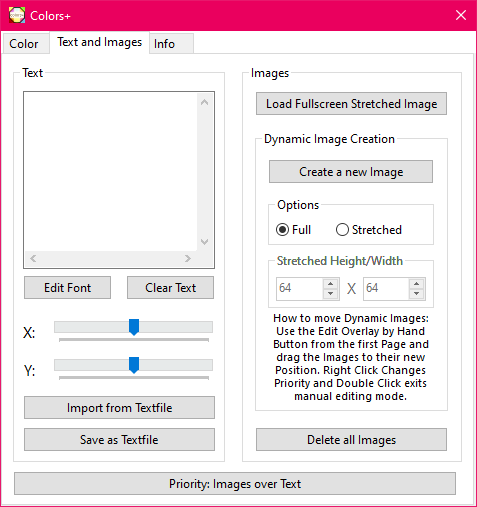 Colors+
Color
Text and Images
Info
Text
Edit Font
Clear Text
X:
Y:
Import from Textfile
Save as Textfile
Images
Load Fullscreen Stretched Image
Dynamic Image Creation
Create a new Image
Options
Full
Stretched
Stretched Height/Width
64 X 64
How to move Dynamic Images:
Use the Edit Overlay by Hand
Button from the first Page and
drag the Images to their new
Position. Right Click Changes
Priority and Double Click exits
manual editing mode.
Delete all Images
Priority: Images over Text